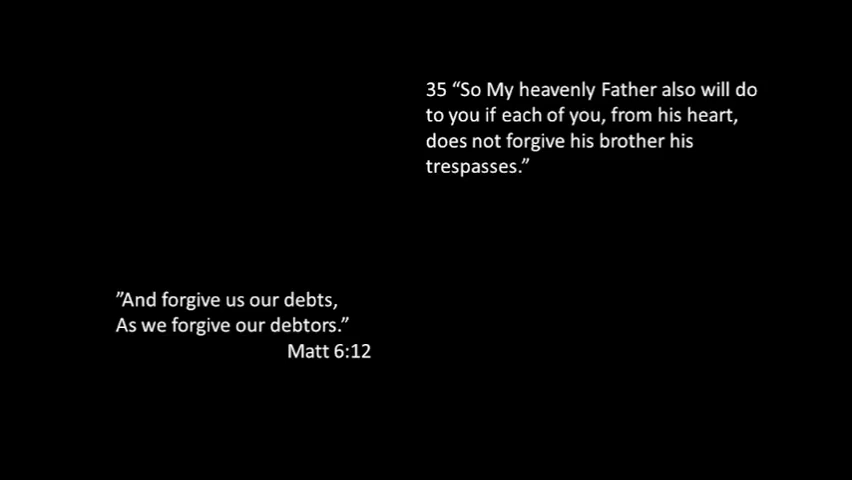 35 “So My heavenly Father also will do
to you if each of you, from his heart,
does not forgive his brother his
trespasses.”
”And forgive us our debts,
As we forgive our debtors.”
Matt 6:12